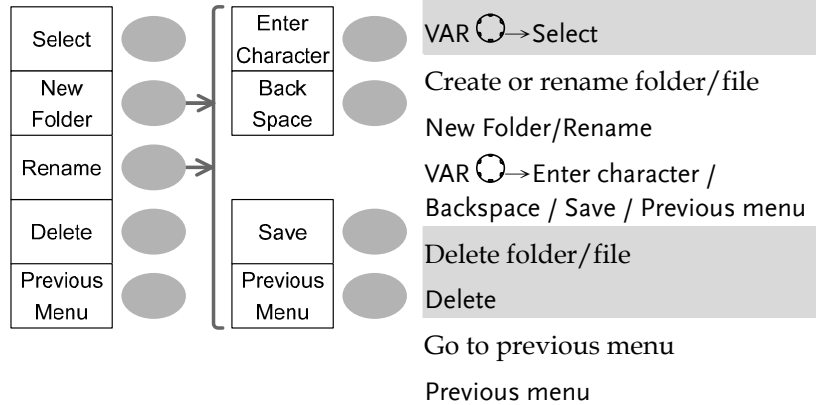 Select
New
Folder
Rename
Delete
Previous
Menu
Enter
Character
Back
Space
Save
Previous
Menu
VAR →Select
Create or rename folder/file
New Folder/Rename
VAR →Enter character /
Backspace / Save / Previous menu
Delete folder/file
Delete
Go to previous menu
Previous menu